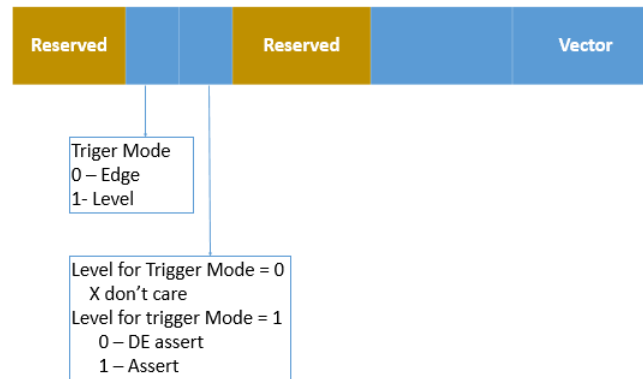 Reserved
Reserved
Vector
Triger Mode
0 – Edge
1- Level
Level for Trigger Mode = 0
X don’t care
Level for trigger Mode = 1
0 – DE assert
1 – Assert